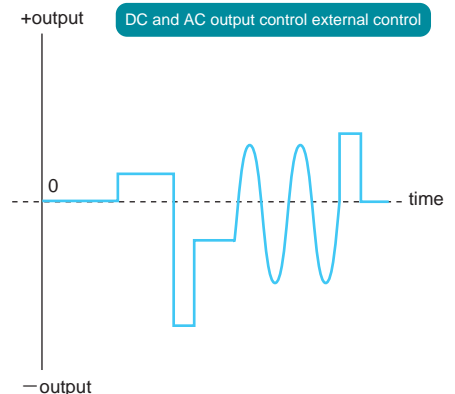 +output
DC and AC output control external control
0
time
—output